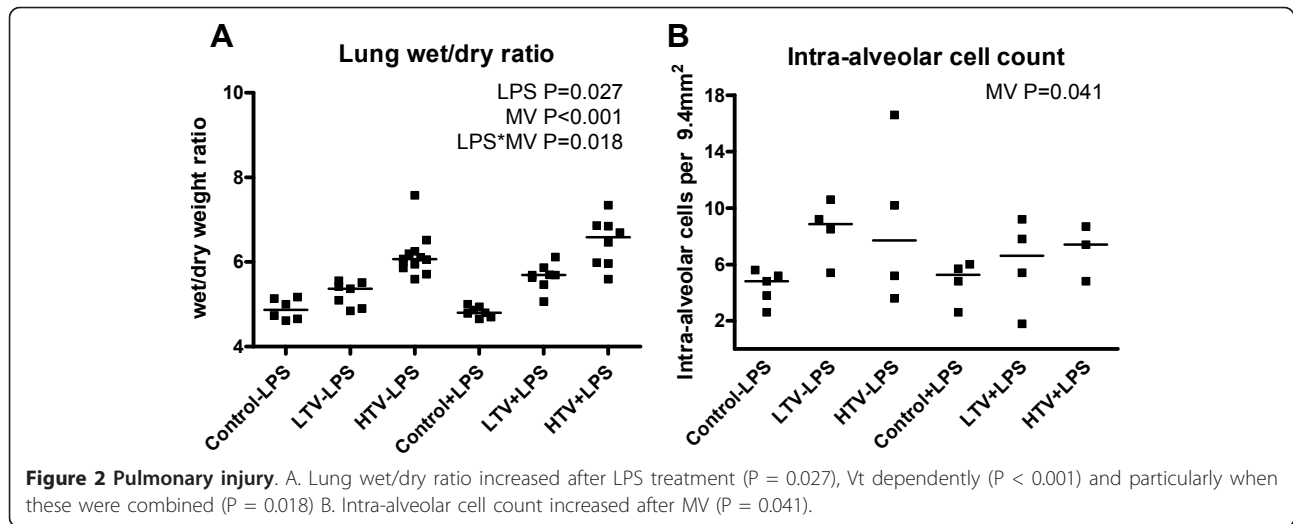 A
Lung wet/dry ratio
LPS P=0.027
MV P<0.001
LPS*MV P=0.018
wet/dry weight ratio
10
8
6
4
Control-LPS
LTV-LPS
HTV-LPS
Control+LPS
LTV+LPS
HTV+LPS
B
Intra-alveolar cell count
MV P=0.041
Intra-alveolar cells per 9.4mm²
18
14
10
6
2
Control-LPS
LTV-LPS
HTV-LPS
Control+LPS
LTV+LPS
HTV+LPS
Figure 2 Pulmonary injury. A. Lung wet/dry ratio increased after LPS treatment (P = 0.027), Vt dependently (P < 0.001) and particularly when
these were combined (P = 0.018) B. Intra-alveolar cell count increased after MV (P = 0.041).